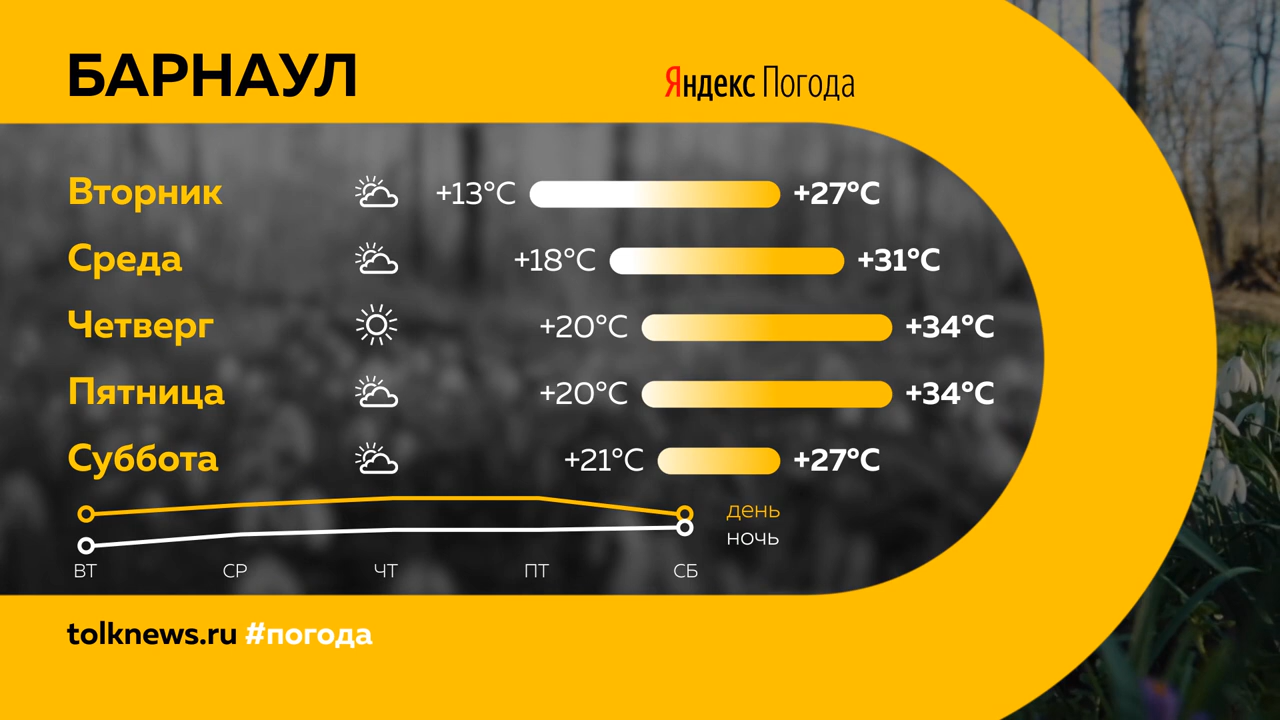 БАРНАУЛ
Яндекс Погода
Вторник +13°C +27°C
Среда +18°C +31°C
Четверг +20°C +34°C
Пятница +20°C +34°C
Суббота +21°C +27°C
день
ночь
ВТ СР ЧТ ПТ СБ
tolknews.ru #погода